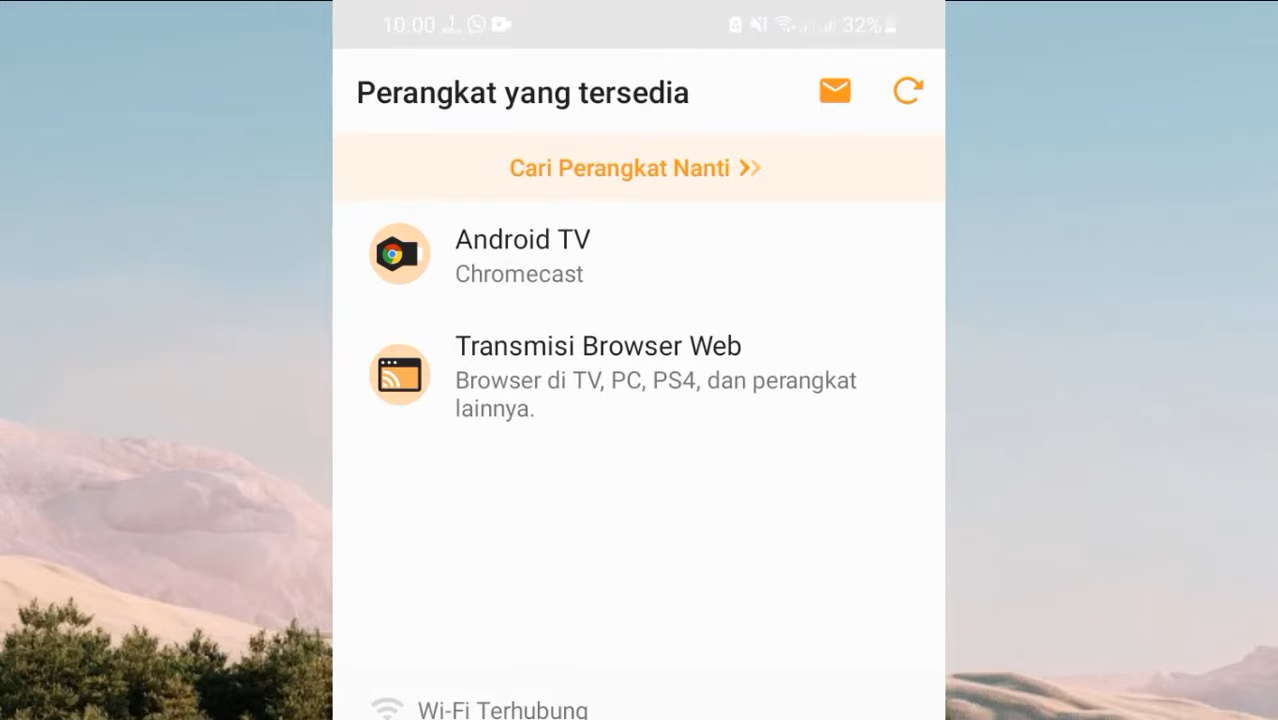 10.00 32%
Perangkat yang tersedia
Cari Perangkat Nanti
Android TV
Chromecast
Transmisi Browser Web
Browser di TV, PC, PS4, dan perangkat
lainnya.
Wi-Fi Terhubung